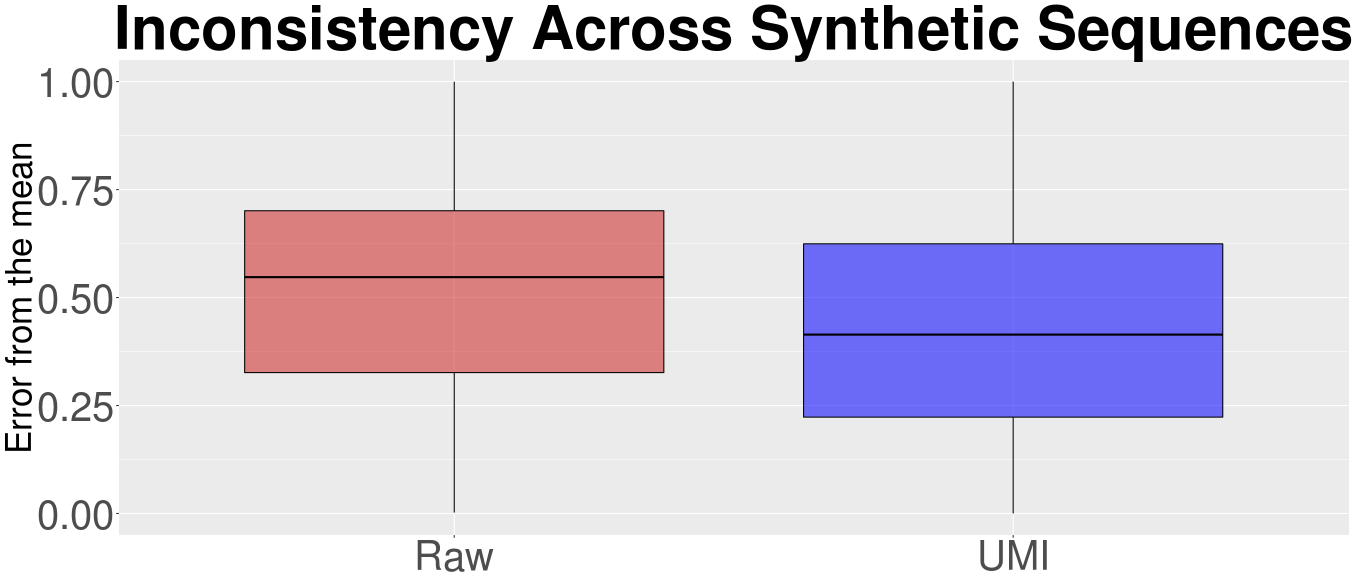 Inconsistency Across Synthetic Sequences
Error from the mean
1.00
0.75
0.50
0.25
0.00
Raw
UMI